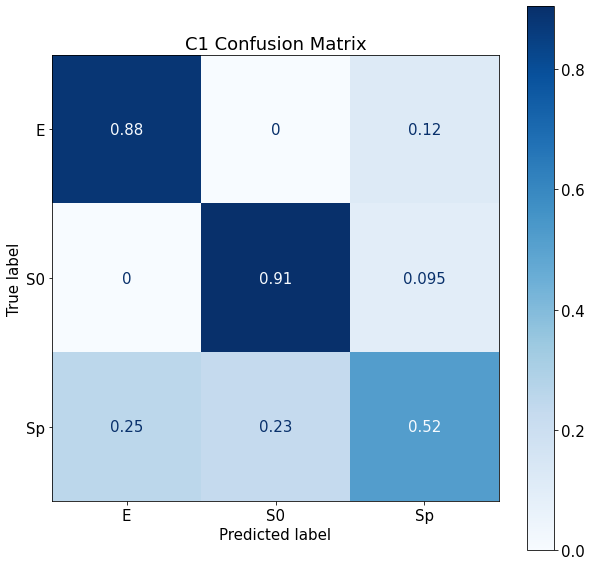 C1 Confusion Matrix
True label
E
0.88
0
0.12
S0
0
0.91
0.095
Sp
0.25
0.23
0.52
E
S0
Sp
Predicted label
0.8
0.6
0.4
0.2
0.0